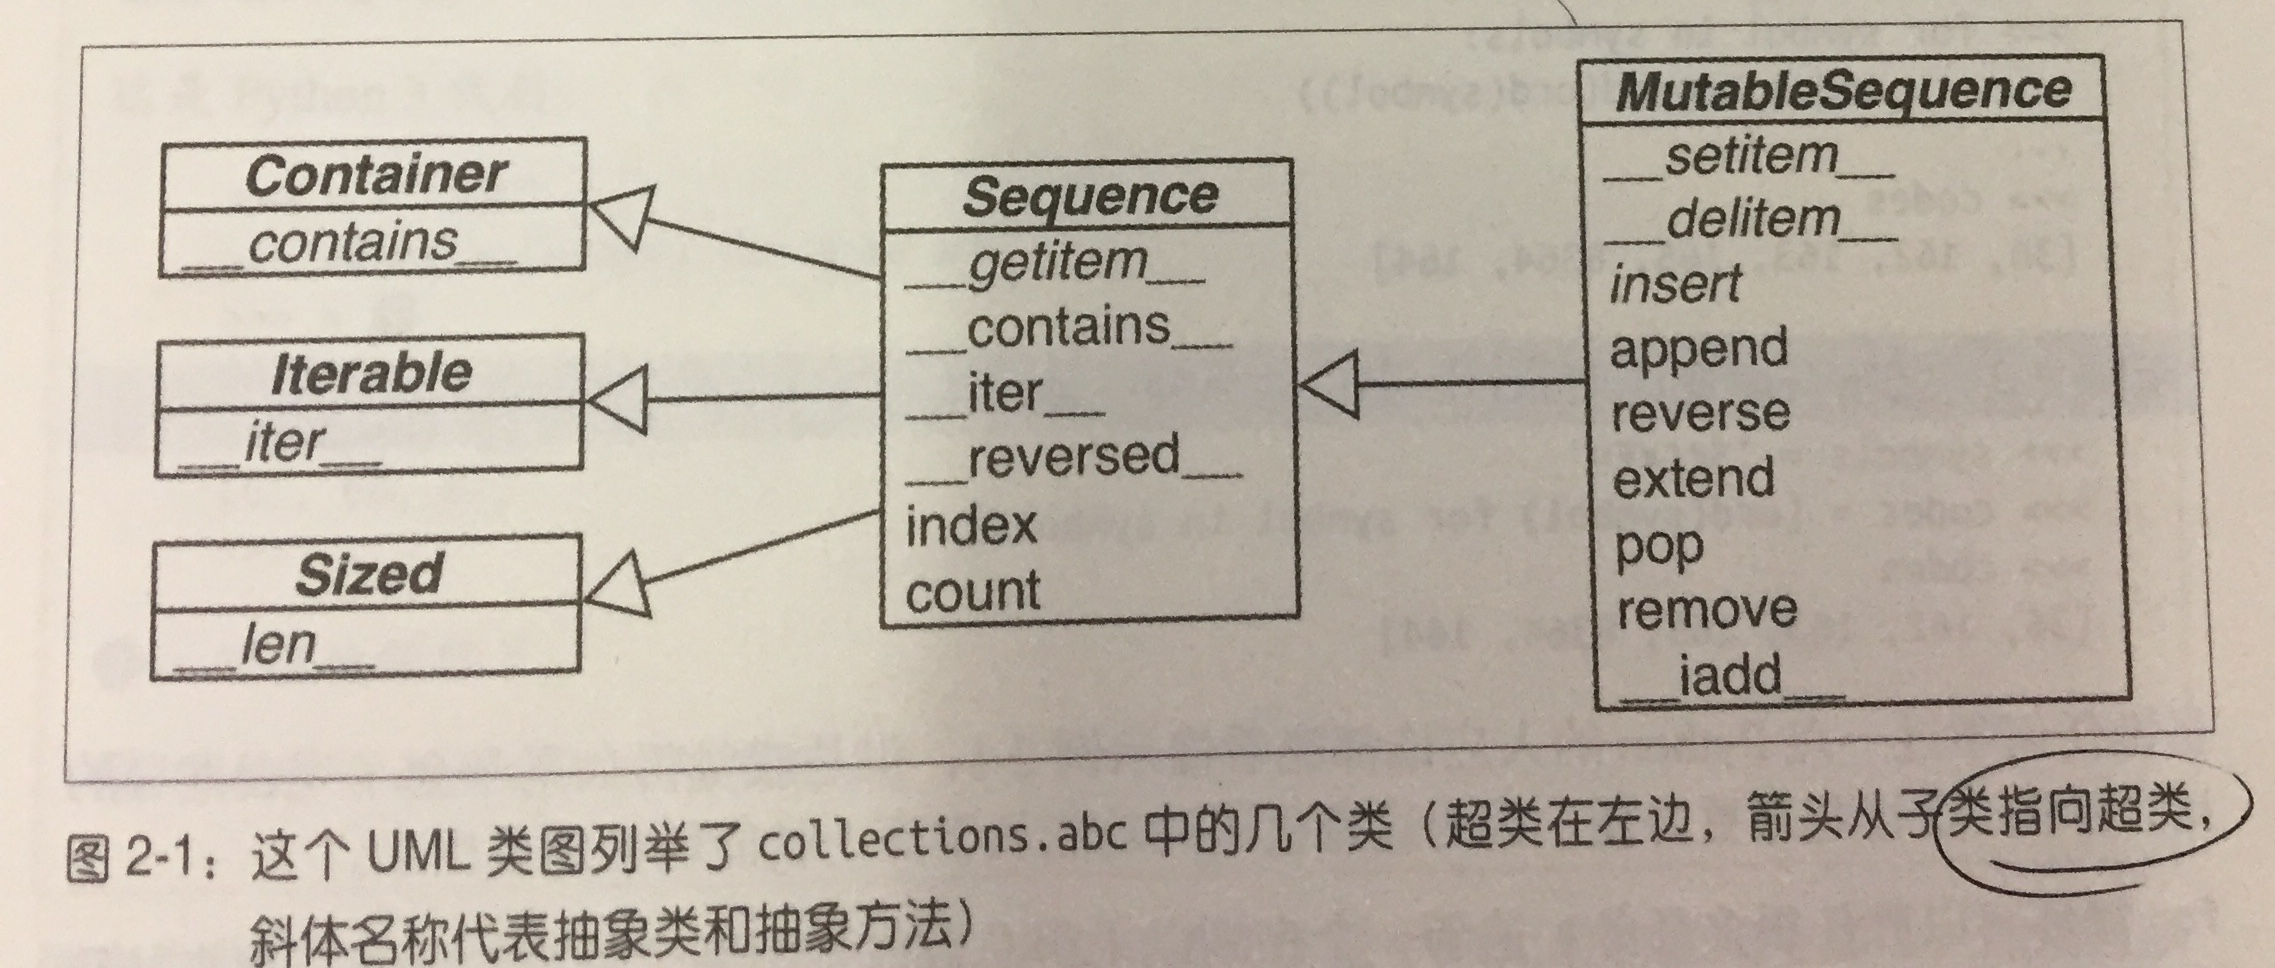 Container
__contains__
Iterable
__iter__
Sized
__len__
Sequence
__getitem__
__contains__
__iter__
__reversed__
index
count
MutableSequence
__setitem__
__delitem__
insert
append
reverse
extend
pop
remove
__iadd__
图 2-1：这个 UML 类图列举了 collections.abc 中的几个类（超类在左边，箭头从子类指向超类，
斜体名称代表抽象类和抽象方法）